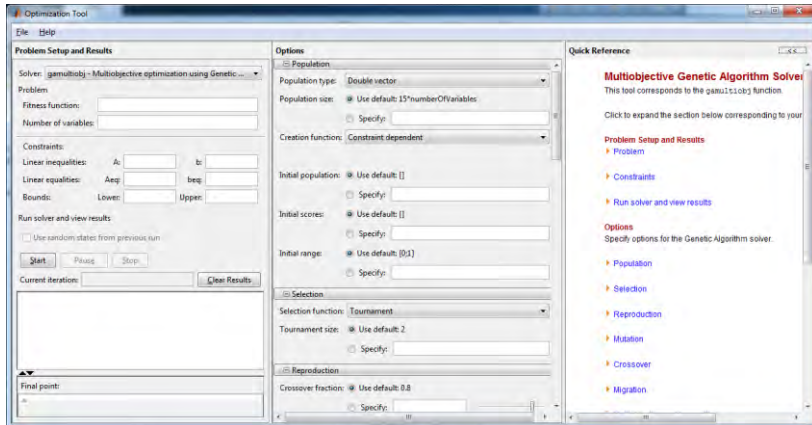 Optimization Tool
File Help
Problem Setup and Results
Solver: gamultiobj - Multiobjective optimization using Genetic ...
Problem
Fitness function:
Number of variables:
Constraints:
Linear inequalities: A: b:
Linear equalities: Aeq: beq:
Bounds: Lower: Upper:
Run solver and view results
Use random states from previous run
Start Pause Stop
Current iteration: Clear Results
Final point:
Options
Population
Population type: Double vector
Population size: Use default: 15*numberOfVariables
Specify:
Creation function: Constraint dependent
Initial population: Use default: []
Specify:
Initial scores: Use default: []
Specify:
Initial range: Use default: [0;1]
Specify:
Selection
Selection function: Tournament
Tournament size: Use default: 2
Specify:
Reproduction
Crossover fraction: Use default: 0.8
Specify:
Quick Reference <<
Multiobjective Genetic Algorithm Solver
This tool corresponds to the gamultiobj function.
Click to expand the section below corresponding to your
Problem Setup and Results
Problem
Constraints
Run solver and view results
Options
Specify options for the Genetic Algorithm solver.
Population
Selection
Reproduction
Mutation
Crossover
Migration